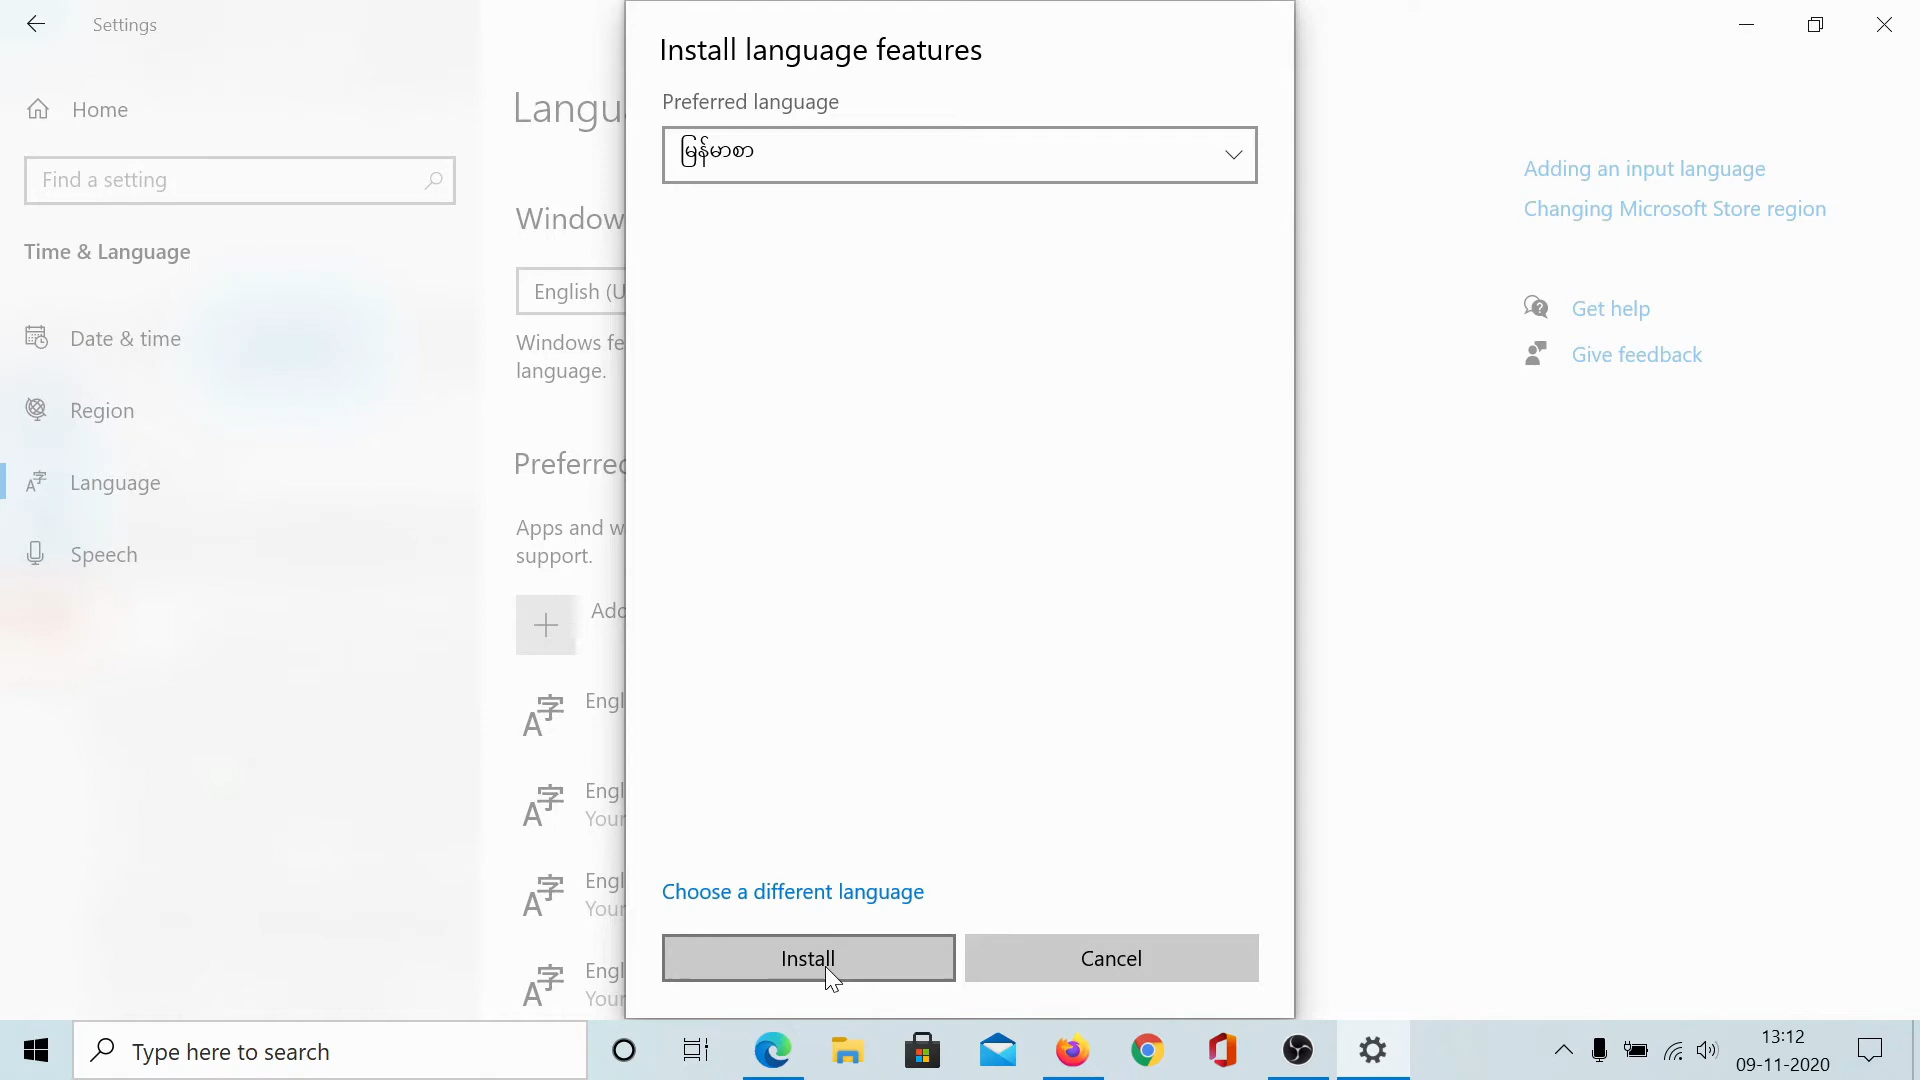 Settings
Home
Find a setting
Time & Language
Date & time
Region
Language
Speech
Langu
Window
English (U
Windows fe
language.
Preferred
Apps and w
support.
Add
Engl
Engl
Your
Engl
Your
Engl
Your
Install language features
Preferred language
မြန်မာစာ
Choose a different language
Install
Cancel
Adding an input language
Changing Microsoft Store region
Get help
Give feedback
Type here to search
13:12
09-11-2020